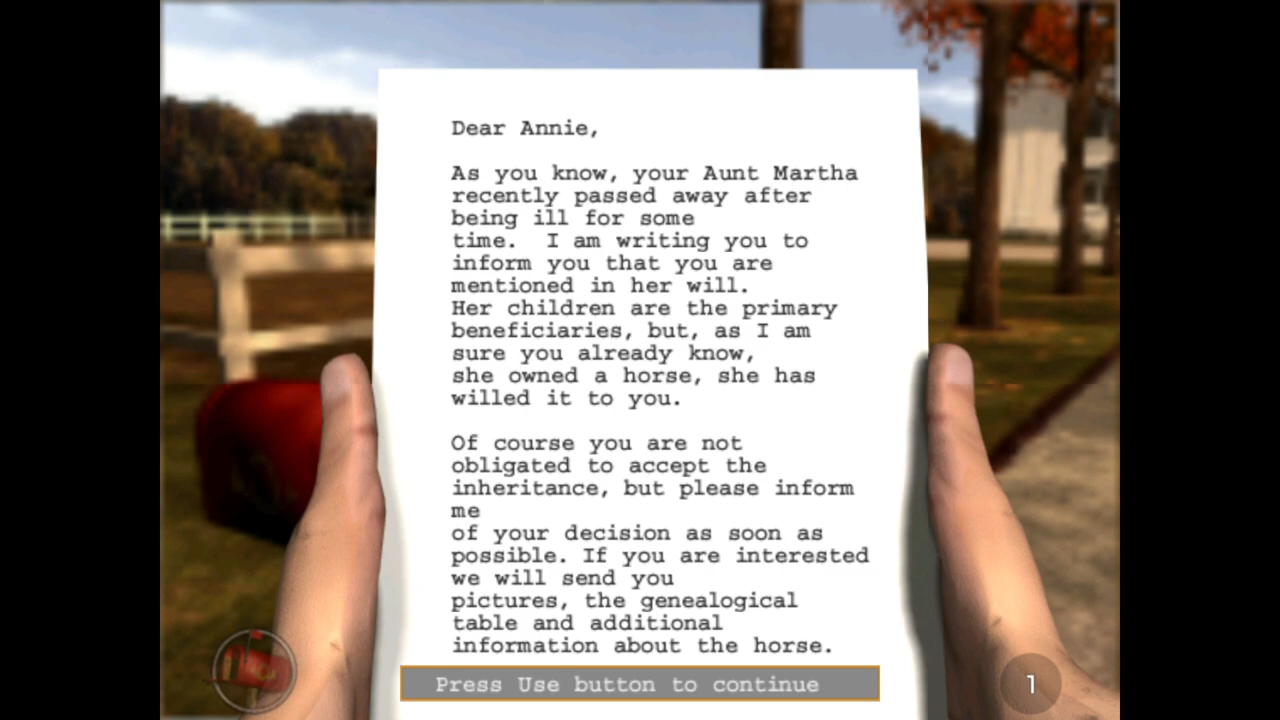 Dear Annie,
As you know, your Aunt Martha
recently passed away after
being ill for some
time.  I am writing you to
inform you that you are
mentioned in her will.
Her children are the primary
beneficiaries, but, as I am
sure you already know,
she owned a horse, she has
willed it to you.
Of course you are not
obligated to accept the
inheritance, but please inform
me
of your decision as soon as
possible. If you are interested
we will send you
pictures, the genealogical
table and additional
information about the horse.
Press Use button to continue
1